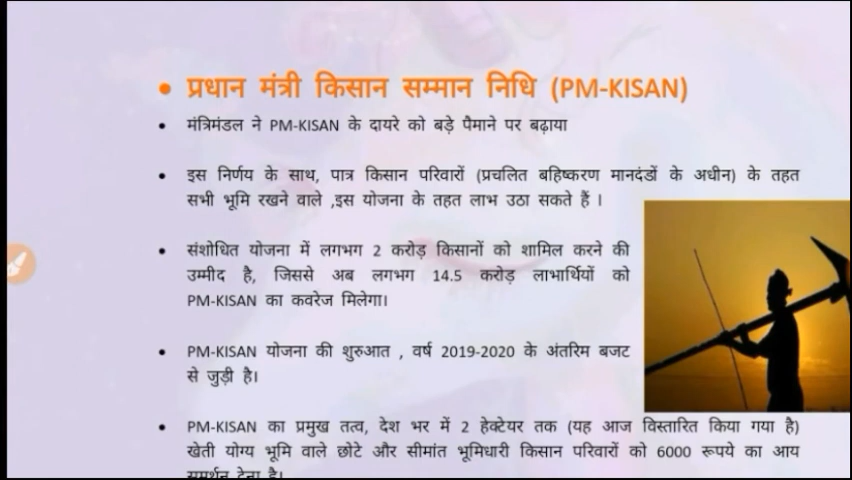 • प्रधान मंत्री किसान सम्मान निधि (PM-KISAN)
• मंत्रिमंडल ने PM-KISAN के दायरे को बड़े पैमाने पर बढ़ाया
• इस निर्णय के साथ, पात्र किसान परिवारों (प्रचलित बहिष्करण मानदंडों के अधीन) के तहत
सभी भूमि रखने वाले ,इस योजना के तहत लाभ उठा सकते हैं ।
• संशोधित योजना में लगभग 2 करोड़ किसानों को शामिल करने की
उम्मीद है, जिससे अब लगभग 14.5 करोड़ लाभार्थियों को
PM-KISAN का कवरेज मिलेगा।
• PM-KISAN योजना की शुरुआत , वर्ष 2019-2020 के अंतरिम बजट
से जुड़ी है।
• PM-KISAN का प्रमुख तत्व, देश भर में 2 हेक्टेयर तक (यह आज विस्तारित किया गया है)
खेती योग्य भूमि वाले छोटे और सीमांत भूमिधारी किसान परिवारों को 6000 रूपये का आय
समर्थन देना है।